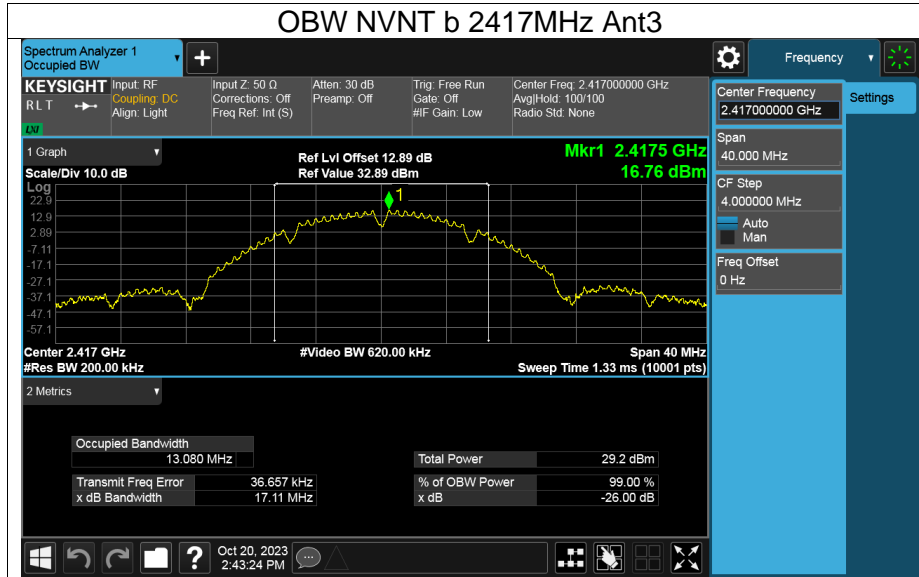 OBW NVNT b 2417MHz Ant3
Spectrum Analyzer 1
Occupied BW
Frequency
KEYSIGHT
R L T
LXI
Input: RF
Coupling: DC
Align: Light
Input Z: 50 Ω
Corrections: Off
Freq Ref: Int (S)
Atten: 30 dB
Preamp: Off
Trig: Free Run
Gate: Off
#IF Gain: Low
Center Freq: 2.417000000 GHz
Avg|Hold: 100/100
Radio Std: None
Center Frequency
2.417000000 GHz
Settings
Span
40.000 MHz
CF Step
4.000000 MHz
Auto
Man
Freq Offset
0 Hz
1 Graph
Scale/Div 10.0 dB
Ref Lvl Offset 12.89 dB
Ref Value 32.89 dBm
Mkr1 2.4175 GHz
16.76 dBm
Log
22.9
12.9
2.89
-7.11
-17.1
-27.1
-37.1
-47.1
-57.1
1
Center 2.417 GHz
#Res BW 200.00 kHz
#Video BW 620.00 kHz
Span 40 MHz
Sweep Time 1.33 ms (10001 pts)
2 Metrics
Occupied Bandwidth
13.080 MHz
Total Power 29.2 dBm
Transmit Freq Error 36.657 kHz
% of OBW Power 99.00 %
x dB Bandwidth 17.11 MHz
x dB -26.00 dB
?
Oct 20, 2023
2:43:24 PM